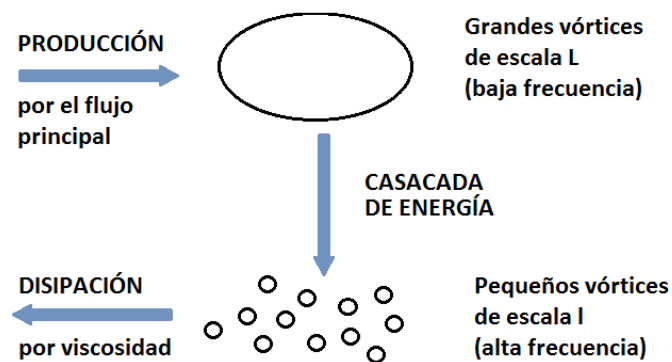 PRODUCCIÓN
por el flujo
principal
Grandes vórtices
de escala L
(baja frecuencia)
CASACADA
DE ENERGÍA
DISIPACIÓN
por viscosidad
Pequeños vórtices
de escala l
(alta frecuencia)